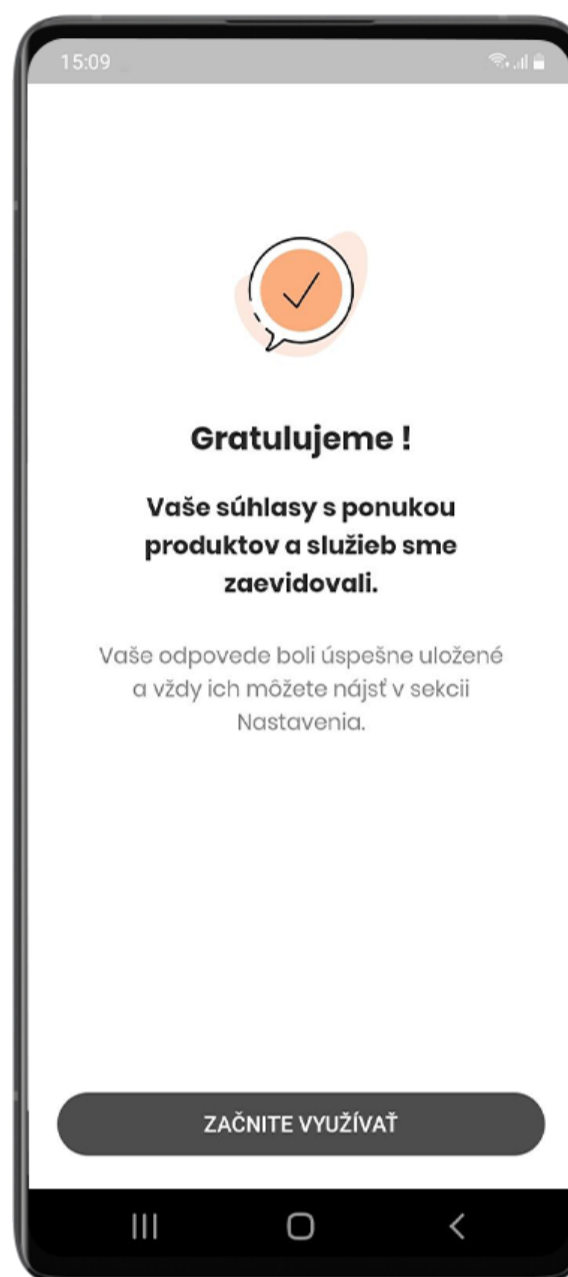 15:09
Gratulujeme !
Vaše súhlasy s ponukou
produktov a služieb sme
zaevidovali.
Vaše odpovede boli úspešne uložené
a vždy ich môžete nájsť v sekcii
Nastavenia.
ZAČNITE VYUŽÍVAŤ